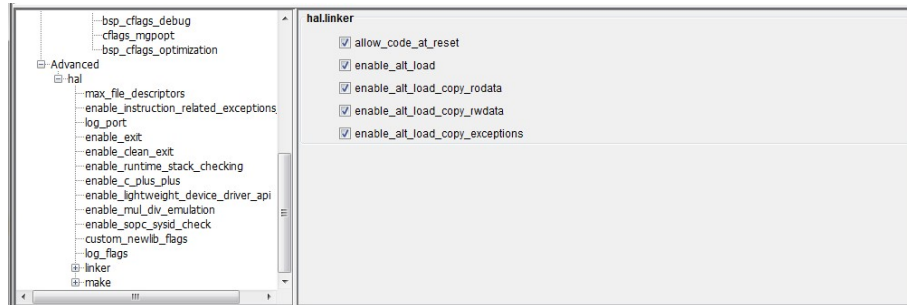 bsp_cflags_debug
cflags_mgpopt
bsp_cflags_optimization
Advanced
hal
max_file_descriptors
enable_instruction_related_exceptions_
log_port
enable_exit
enable_clean_exit
enable_runtime_stack_checking
enable_c_plus_plus
enable_lightweight_device_driver_api
enable_mul_div_emulation
enable_sopc_sysid_check
custom_newlib_flags
log_flags
linker
make
hal.linker
allow_code_at_reset
enable_alt_load
enable_alt_load_copy_rodata
enable_alt_load_copy_rwdata
enable_alt_load_copy_exceptions